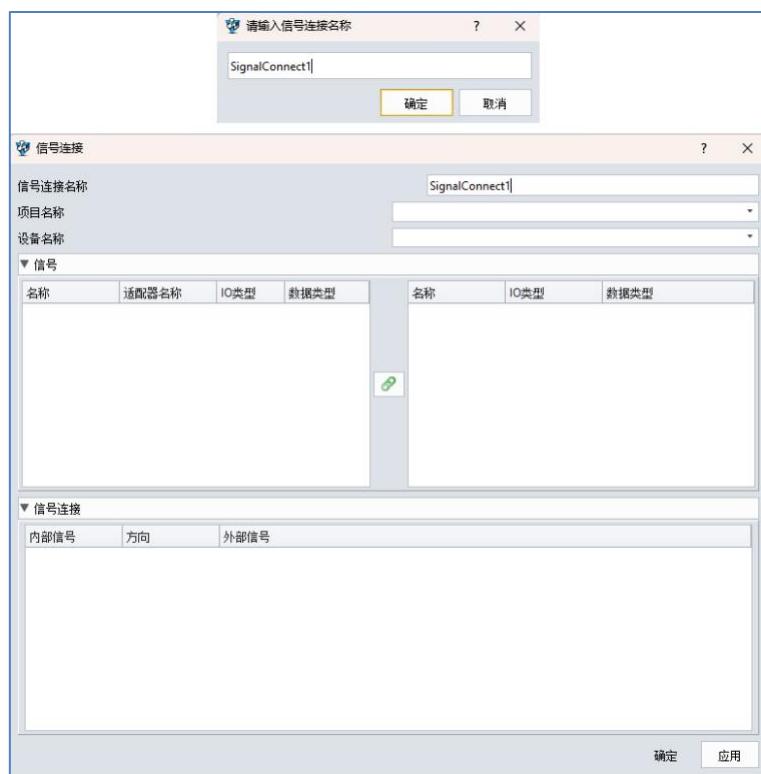 请输入信号连接名称 ? ×
SignalConnect1
确定 取消
信号连接 ? ×
信号连接名称 SignalConnect1
项目名称
设备名称
▼ 信号
名称 适配器名称 IO类型 数据类型 名称 IO类型 数据类型
▼ 信号连接
内部信号 方向 外部信号
确定 应用